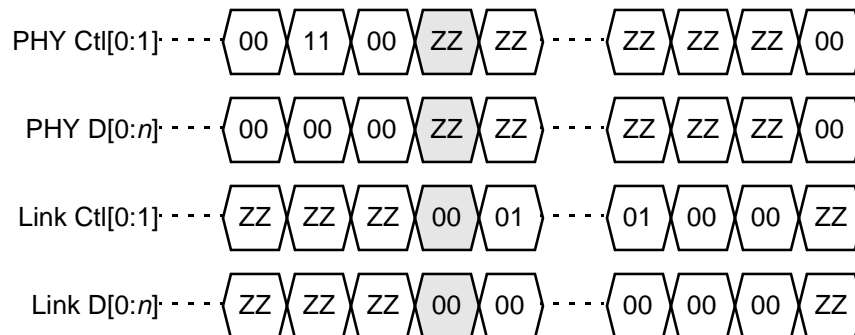 PHY Ctl[0:1] 00 11 00 ZZ ZZ ZZ ZZ ZZ 00
PHY D[0:n] 00 00 00 ZZ ZZ ZZ ZZ ZZ 00
Link Ctl[0:1] ZZ ZZ ZZ 00 01 01 00 00 ZZ
Link D[0:n] ZZ ZZ ZZ 00 00 00 00 00 ZZ